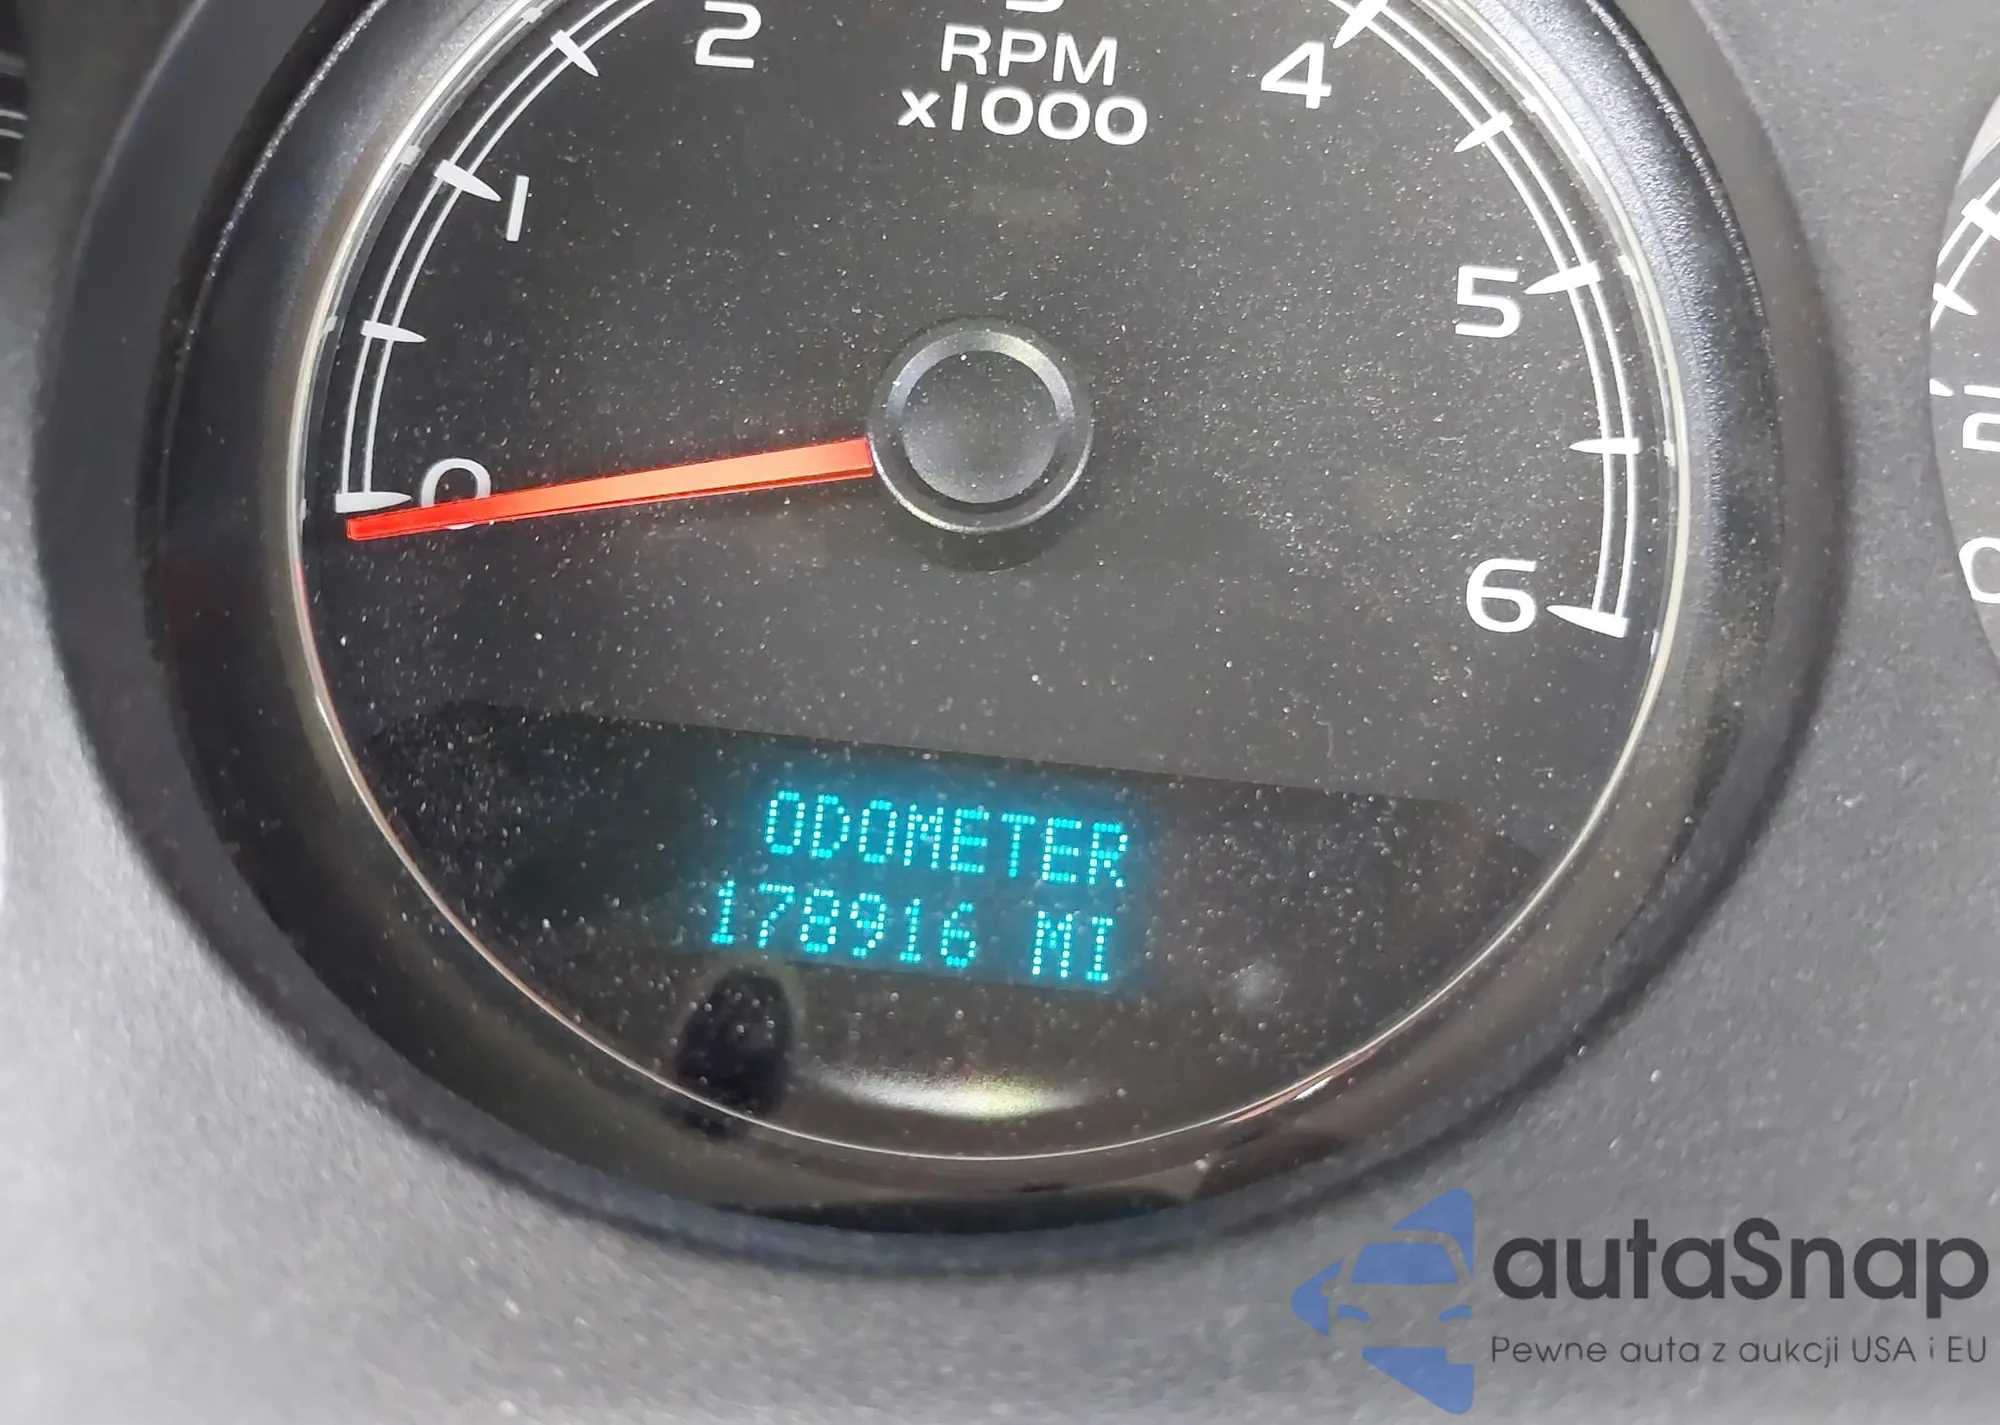 2
RPM
x1000
4
1
5
0
6
ODOMETER
178916 MI
autaSnap
Pewne auta z aukcji USA i EU